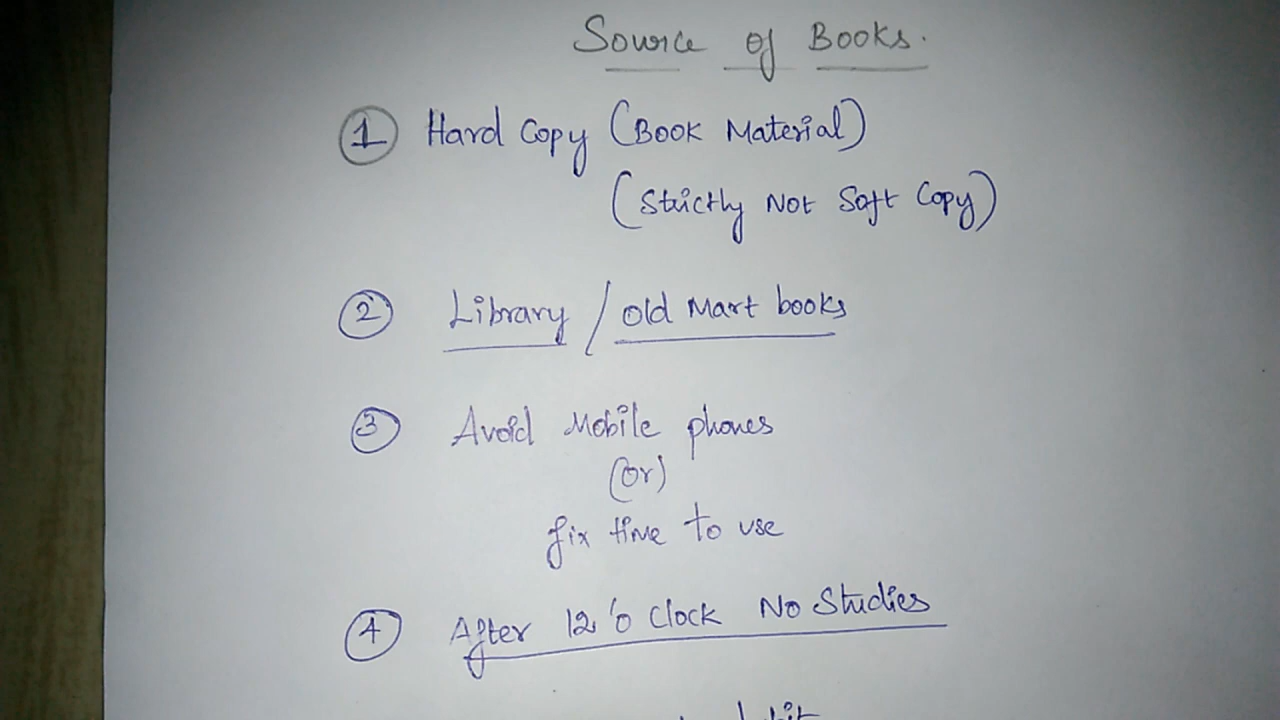 Source of Books.
1 Hard Copy (Book Material)
(Strictly Not Soft Copy)
2 Library / old Mart books
3 Avoid Mobile phones
(Or)
fix time to use
4 After 12 'o Clock No Studies